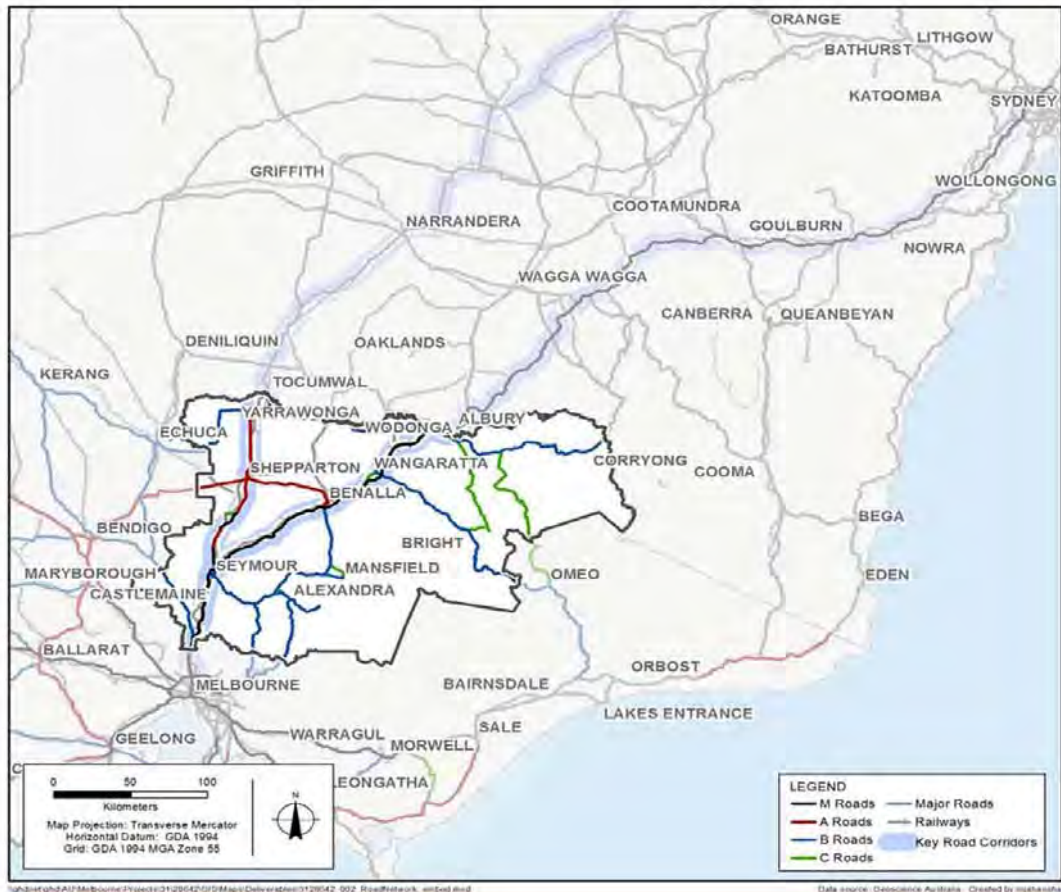 ORANGE
LITHGOW
BATHURST
KATOOMBA
SYDNEY
GRIFFITH
WOLLONGONG
COOTAMUNDRA
NARRANDERA
GOULBURN
NOWRA
WAGGA WAGGA
CANBERRA
QUEANBEYAN
DENILIQUIN
OAKLANDS
KERANG
TOCUMWAL
YARRAWONGA
ALBURY
ECHUCA
WODONGA
SHEPPARTON
WANGARATTA
CORRYONG
COOMA
BENALLA
BENDIGO
BEGA
BRIGHT
SEYMOUR
MANSFIELD
OMEO
EDEN
MARYBOROUGH
ALEXANDRA
CASTLEMAINE
BALLARAT
ORBOST
MELBOURNE
BAIRNSDALE
LAKES ENTRANCE
SALE
WARRAGUL
GEELONG
MORWELL
LEONGATHA
0 50 100
Kilometers
Map Projection: Transverse Mercator
Horizontal Datum: GDA 1994
Grid: GDA 1994 MGA Zone 55
N
LEGEND
M Roads
A Roads
B Roads
C Roads
Major Roads
Railways
Key Road Corridors
Data source: Geoscience Australia. Created by